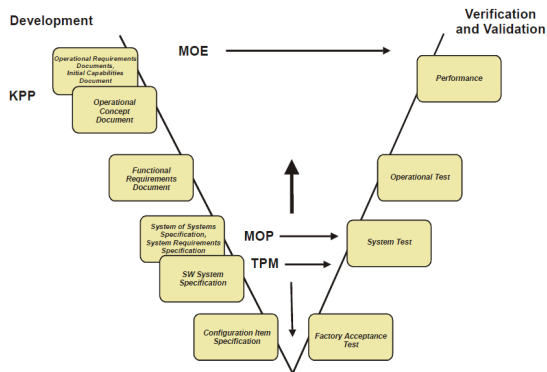 Development
Verification
and Validation
MOE
Operational Requirements
Documents,
Initial Capabilities
Document
Performance
KPP
Operational
Concept
Document
Functional
Requirements
Document
Operational Test
System of Systems
Specification,
System Requirements
Specification
MOP
System Test
TPM
SW System
Specification
Configuration Item
Specification
Factory Acceptance
Test